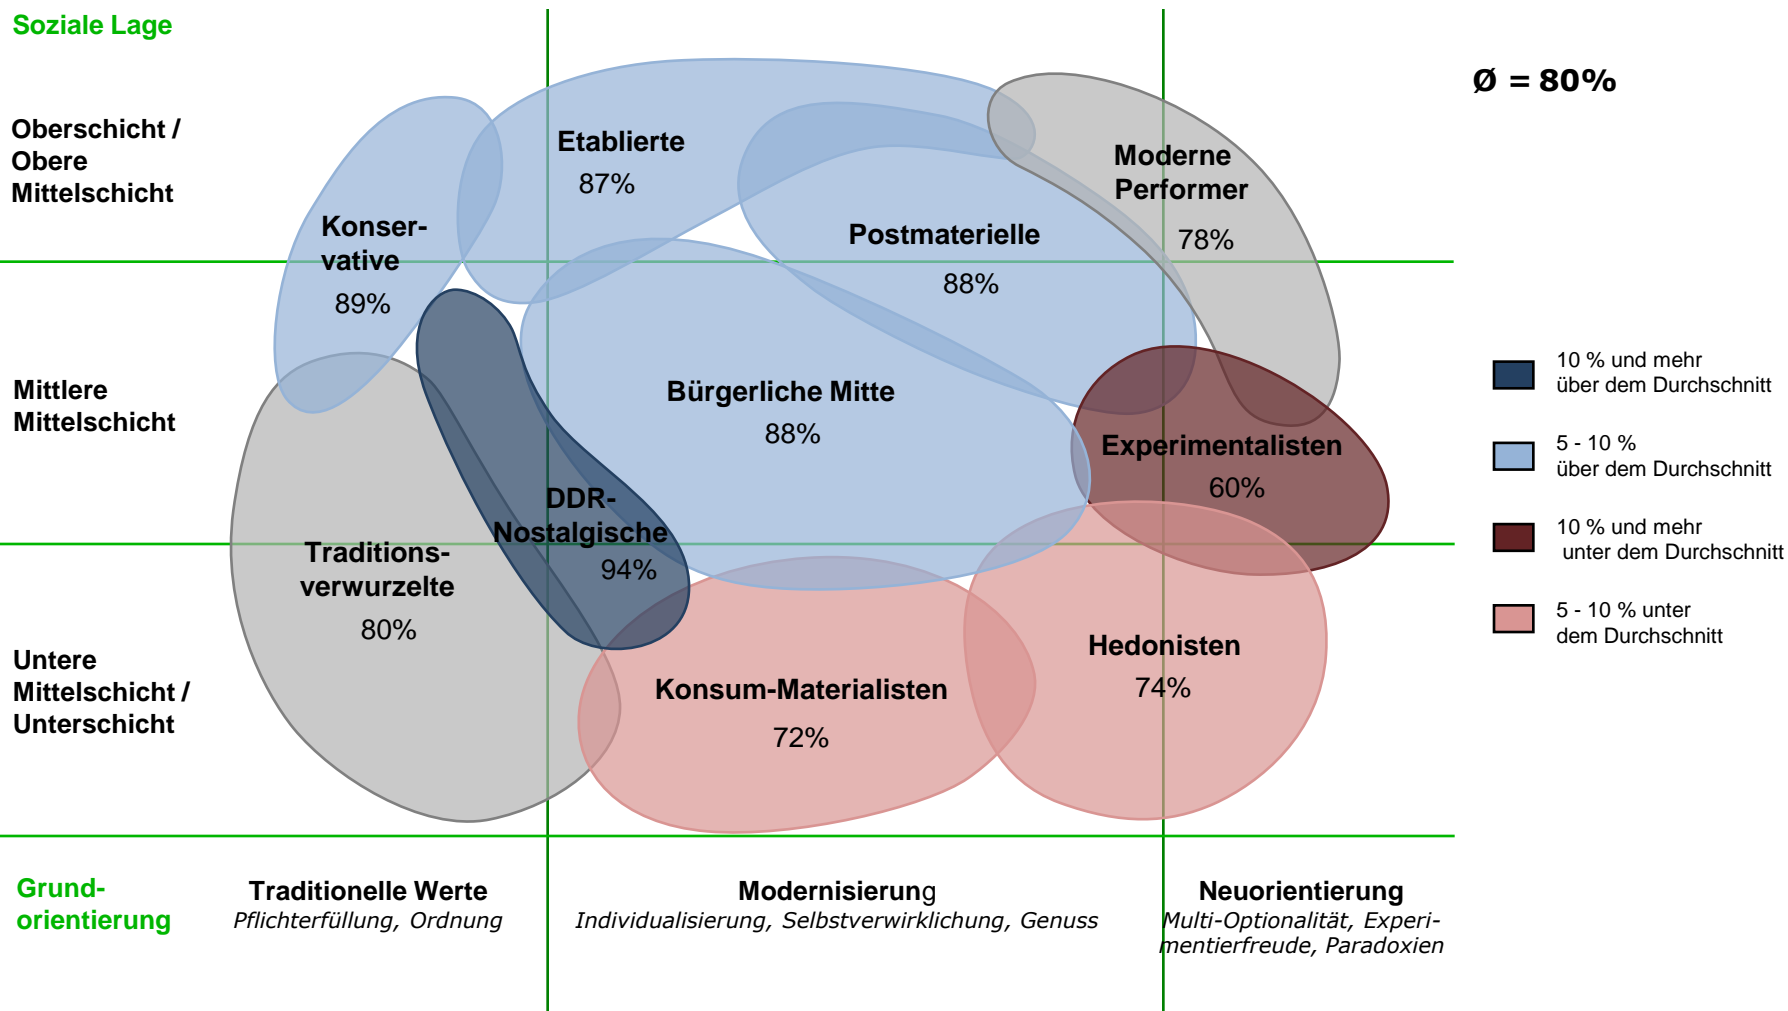 Soziale Lage
Ø = 80%
Oberschicht /
Obere
Mittelschicht
Etablierte
87%
Moderne
Performer
78%
Konser-
vative
89%
Postmaterielle
88%
Mittlere
Mittelschicht
Bürgerliche Mitte
88%
Experimentalisten
60%
DDR-
Nostalgische
94%
Traditions-
verwurzelte
80%
Untere
Mittelschicht /
Unterschicht
Konsum-Materialisten
72%
Hedonisten
74%
10 % und mehr
über dem Durchschnitt
5 - 10 %
über dem Durchschnitt
10 % und mehr
unter dem Durchschnitt
5 - 10 % unter
dem Durchschnitt
Grund-
orientierung
Traditionelle Werte
Pflichterfüllung, Ordnung
Modernisierung
Individualisierung, Selbstverwirklichung, Genuss
Neuorientierung
Multi-Optionalität, Experi-
mentierfreude, Paradoxien